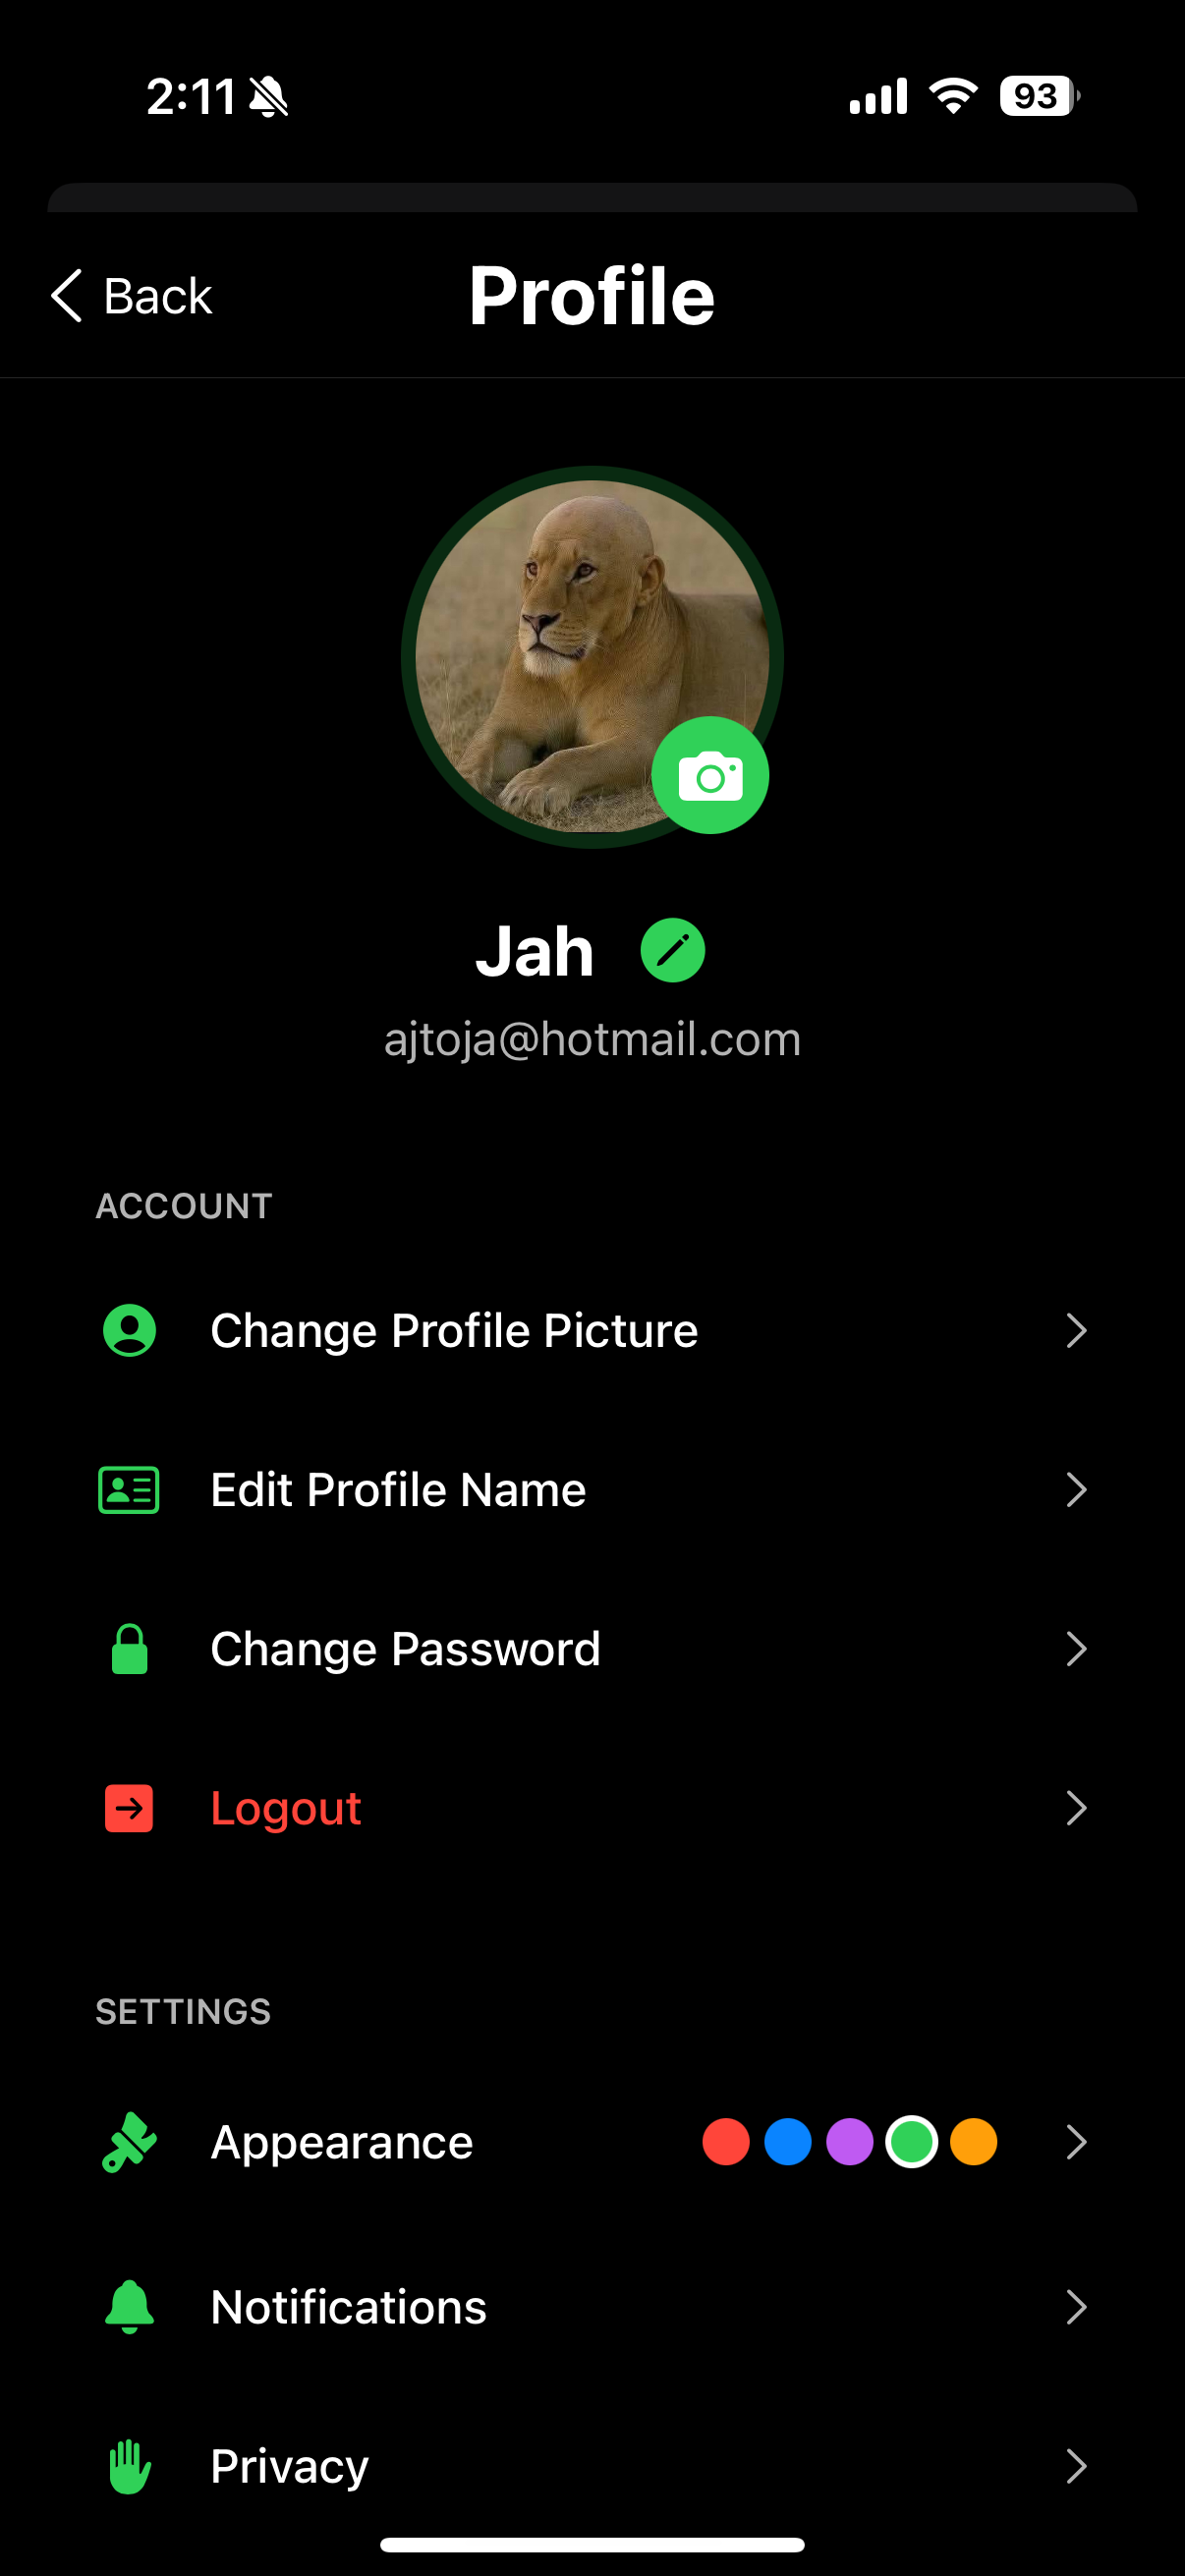 2:11
93
Back
Profile
Jah
ajtoja@hotmail.com
ACCOUNT
Change Profile Picture
Edit Profile Name
Change Password
Logout
SETTINGS
Appearance
Notifications
Privacy